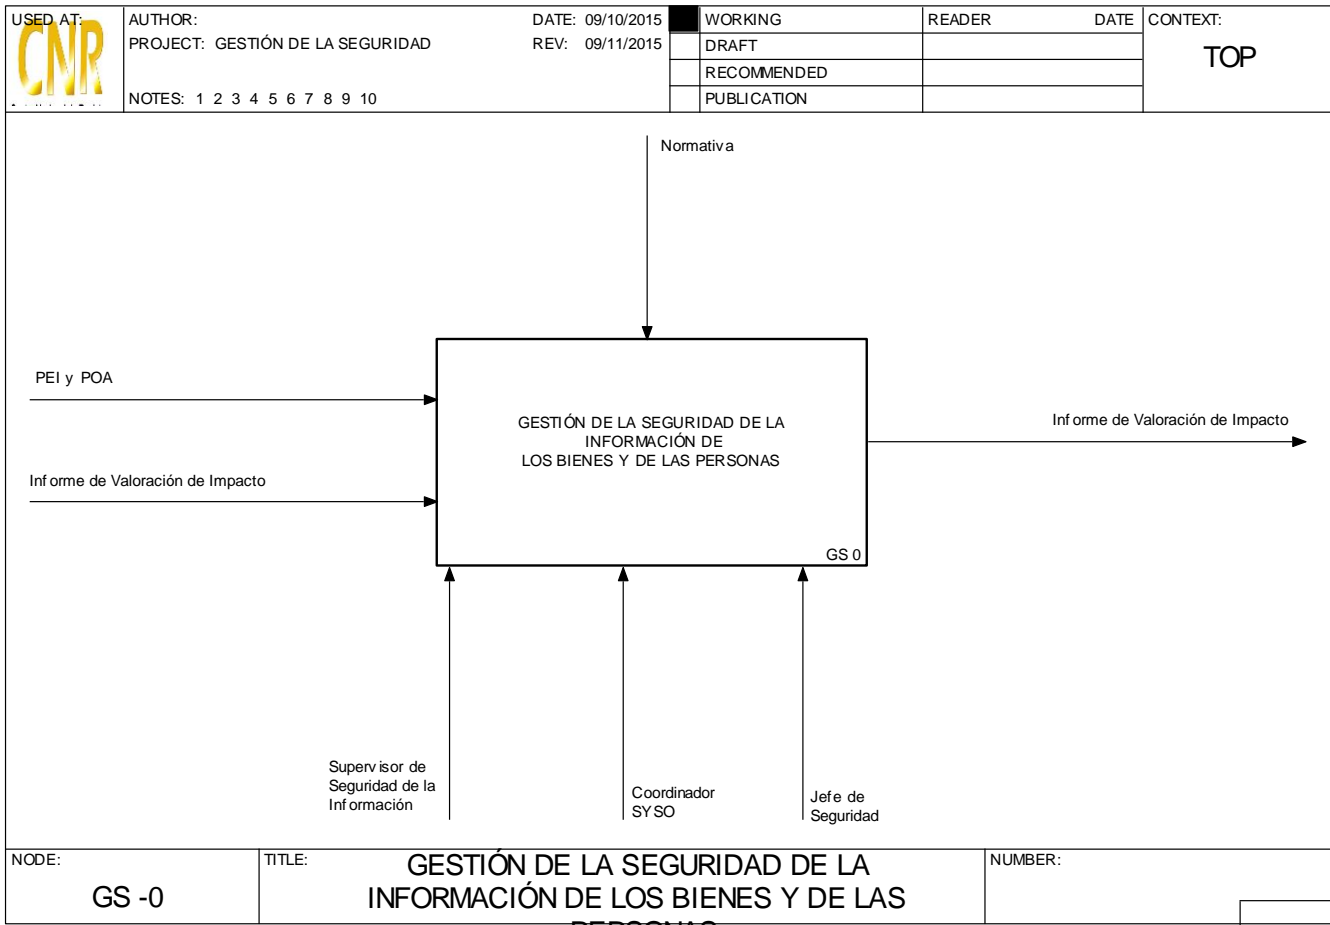 USED AT:
CNR
AUTHOR:
DATE: 09/10/2015
PROJECT: GESTIÓN DE LA SEGURIDAD
REV: 09/11/2015
NOTES: 1 2 3 4 5 6 7 8 9 10
WORKING
DRAFT
RECOMMENDED
PUBLICATION
READER DATE
CONTEXT:
TOP
Normativa
PEI y POA
Informe de Valoración de Impacto
GESTIÓN DE LA SEGURIDAD DE LA
INFORMACIÓN DE
LOS BIENES Y DE LAS PERSONAS
GS 0
Informe de Valoración de Impacto
Supervisor de
Seguridad de la
Información
Coordinador
SYSO
Jefe de
Seguridad
NODE:
GS -0
TITLE:
GESTIÓN DE LA SEGURIDAD DE LA
INFORMACIÓN DE LOS BIENES Y DE LAS
PERSONAS
NUMBER: